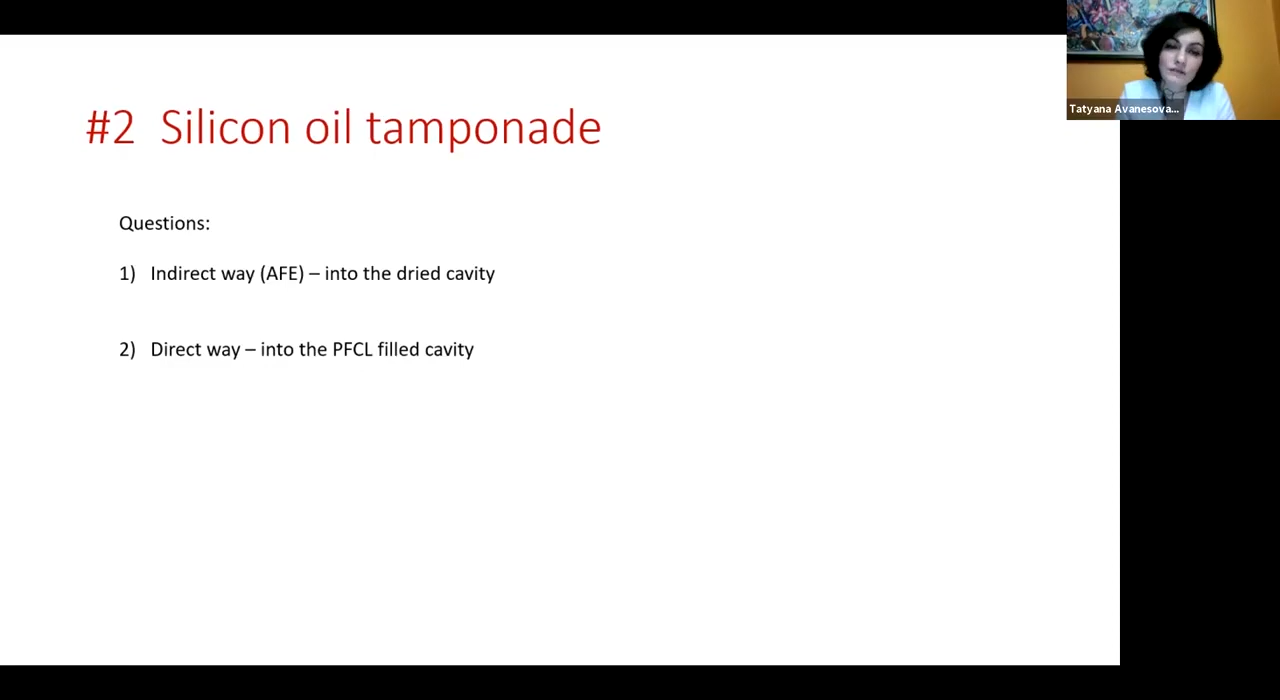 #2 Silicon oil tamponade
Tatyana Avanesova...
Questions:
1) Indirect way (AFE) – into the dried cavity
2) Direct way – into the PFCL filled cavity